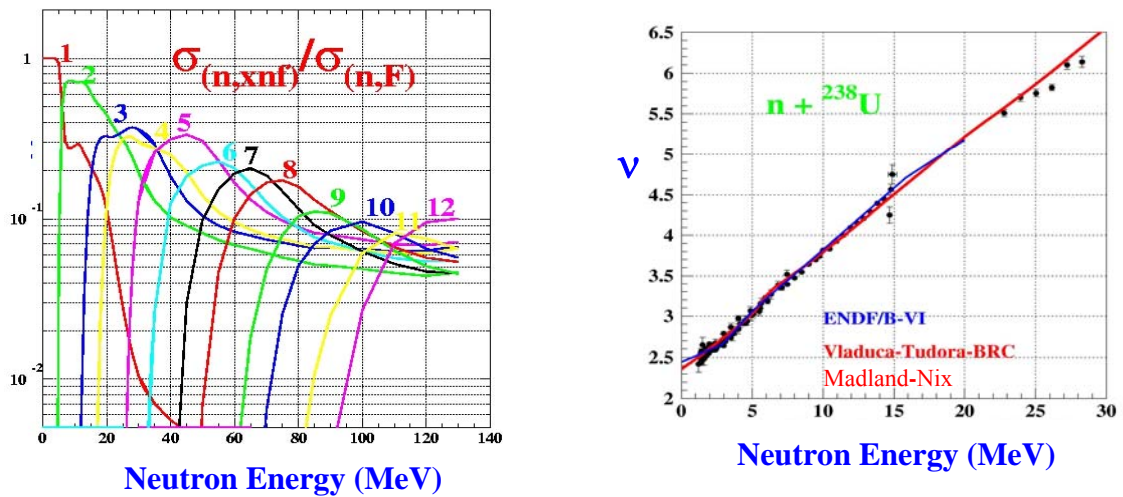 σ(n,xnf)/σ(n,F)
1
2
3
4
5
6
7
8
9
10
11
12
1
10⁻¹
10⁻²
0 20 40 60 80 100 120 140
Neutron Energy (MeV)
6.5
6
5.5
5
4.5
4
3.5
3
2.5
2
ν
n + ²³⁸U
ENDF/B-VI
Vladuca-Tudora-BRC
Madland-Nix
0 5 10 15 20 25 30
Neutron Energy (MeV)